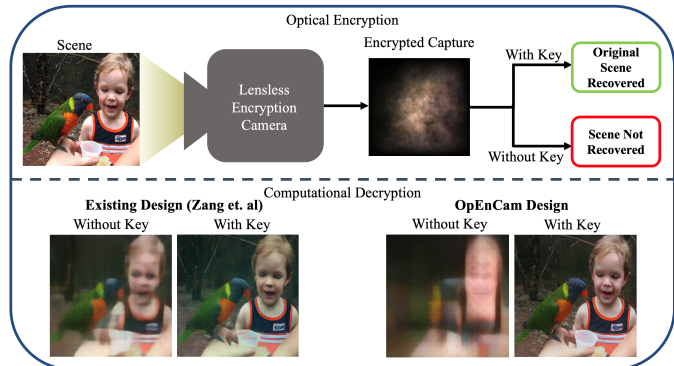 Optical Encryption
Scene
Encrypted Capture
Lensless
Encryption
Camera
With Key
Original
Scene
Recovered
Without Key
Scene Not
Recovered
Computational Decryption
Existing Design (Zang et. al)
OpEnCam Design
Without Key
With Key
Without Key
With Key